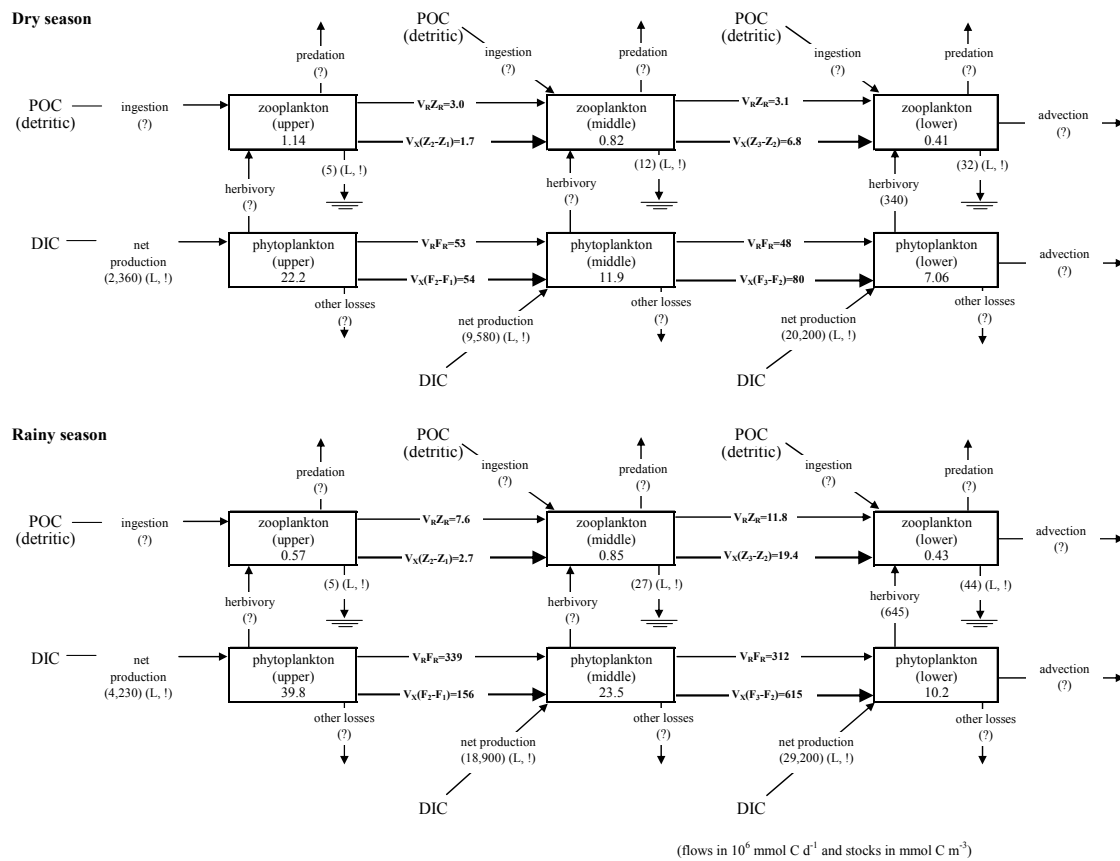 Dry season
POC
(detritic)
POC
(detritic)
ingestion
(?)
ingestion
(?)
predation
(?)
predation
(?)
predation
(?)
POC
(detritic)
ingestion
(?)
zooplankton
(upper)
1.14
VRZR=3.0
VX(Z2-Z1)=1.7
zooplankton
(middle)
0.82
VRZR=3.1
VX(Z3-Z2)=6.8
zooplankton
(lower)
0.41
advection
(?)
(5) (L, !)
(12) (L, !)
(32) (L, !)
herbivory
(?)
herbivory
(?)
herbivory
(340)
DIC
net
production
(2,360) (L, !)
phytoplankton
(upper)
22.2
VRFR=53
VX(F2-F1)=54
phytoplankton
(middle)
11.9
VRFR=48
VX(F3-F2)=80
phytoplankton
(lower)
7.06
advection
(?)
other losses
(?)
other losses
(?)
other losses
(?)
net production
(9,580) (L, !)
net production
(20,200) (L, !)
DIC
DIC
Rainy season
POC
(detritic)
POC
(detritic)
ingestion
(?)
ingestion
(?)
predation
(?)
predation
(?)
predation
(?)
POC
(detritic)
ingestion
(?)
zooplankton
(upper)
0.57
VRZR=7.6
VX(Z2-Z1)=2.7
zooplankton
(middle)
0.85
VRZR=11.8
VX(Z3-Z2)=19.4
zooplankton
(lower)
0.43
advection
(?)
(5) (L, !)
(27) (L, !)
(44) (L, !)
herbivory
(?)
herbivory
(?)
herbivory
(645)
DIC
net
production
(4,230) (L, !)
phytoplankton
(upper)
39.8
VRFR=339
VX(F2-F1)=156
phytoplankton
(middle)
23.5
VRFR=312
VX(F3-F2)=615
phytoplankton
(lower)
10.2
advection
(?)
other losses
(?)
other losses
(?)
other losses
(?)
net production
(18,900) (L, !)
net production
(29,200) (L, !)
DIC
DIC
(flows in 10⁶ mmol C d⁻¹ and stocks in mmol C m⁻³)